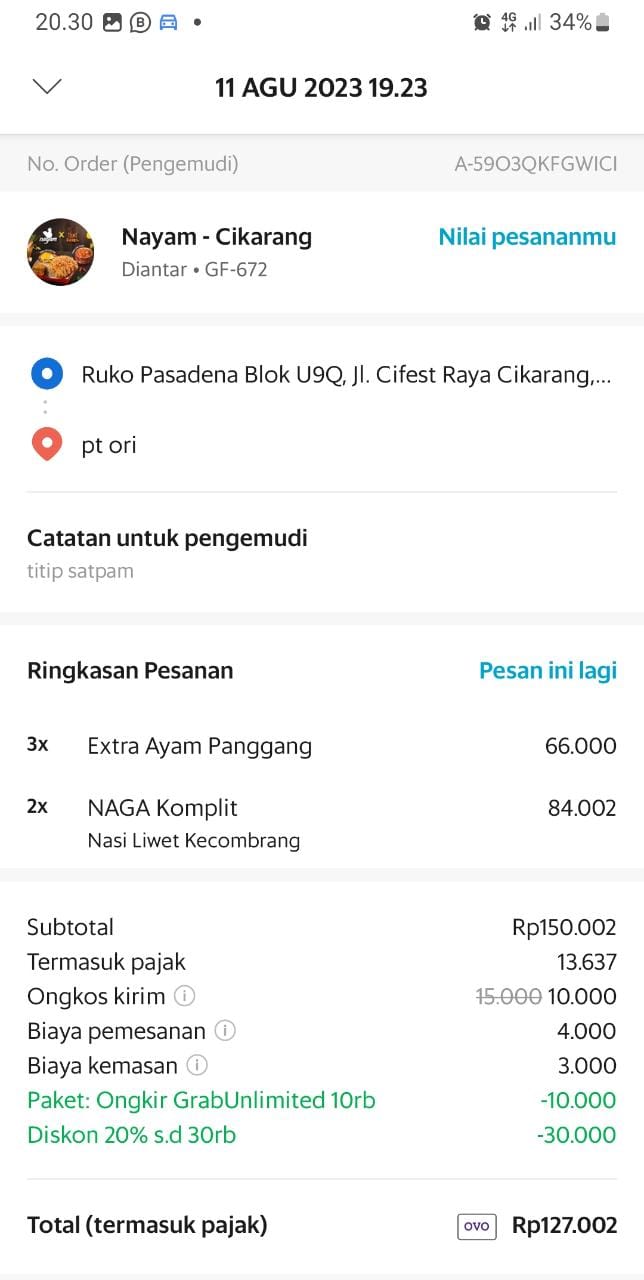 20.30 B 4G 34%
11 AGU 2023 19.23
No. Order (Pengemudi) A-59O3QKFGWICI
Nayam - Cikarang Nilai pesananmu
Diantar • GF-672
Ruko Pasadena Blok U9Q, Jl. Cifest Raya Cikarang,...
pt ori
Catatan untuk pengemudi
titip satpam
Ringkasan Pesanan Pesan ini lagi
3x Extra Ayam Panggang 66.000
2x NAGA Komplit 84.002
Nasi Liwet Kecombrang
Subtotal Rp150.002
Termasuk pajak 13.637
Ongkos kirim 15.000 10.000
Biaya pemesanan 4.000
Biaya kemasan 3.000
Paket: Ongkir GrabUnlimited 10rb -10.000
Diskon 20% s.d 30rb -30.000
Total (termasuk pajak) OVO Rp127.002